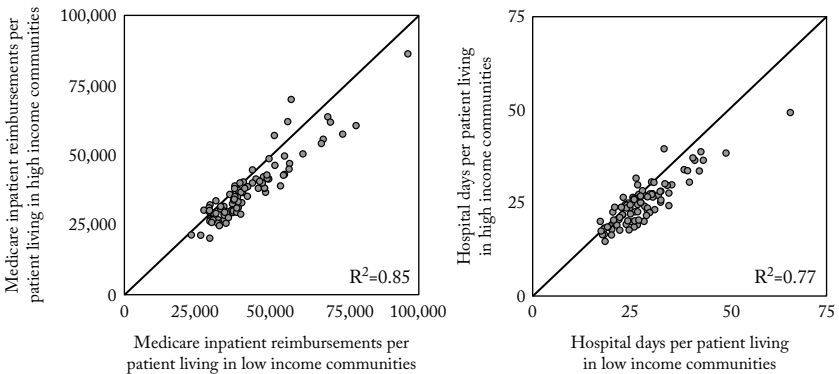 Medicare inpatient reimbursements per
patient living in high income communities
100,000
75,000
50,000
25,000
0
R²=0.85
0 25,000 50,000 75,000 100,000
Medicare inpatient reimbursements per
patient living in low income communities
Hospital days per patient living
in high income communities
75
50
25
0
R²=0.77
0 25 50 75
Hospital days per patient living
in low income communities